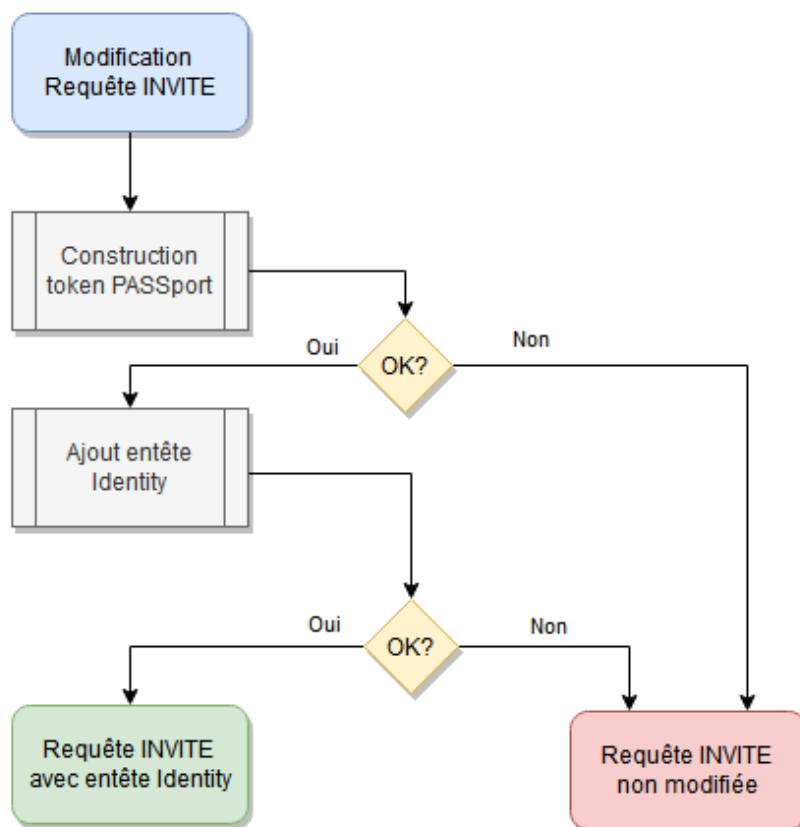 Modification
Requête INVITE
Construction
token PASSport
Oui
Non
OK?
Ajout entête
Identity
Oui
Non
OK?
Requête INVITE
avec entête Identity
Requête INVITE
non modifiée